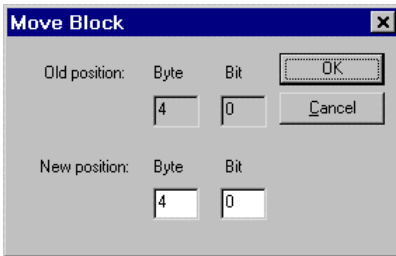 Move Block
Old position: Byte Bit OK
4 0 Cancel
New position: Byte Bit
4 0